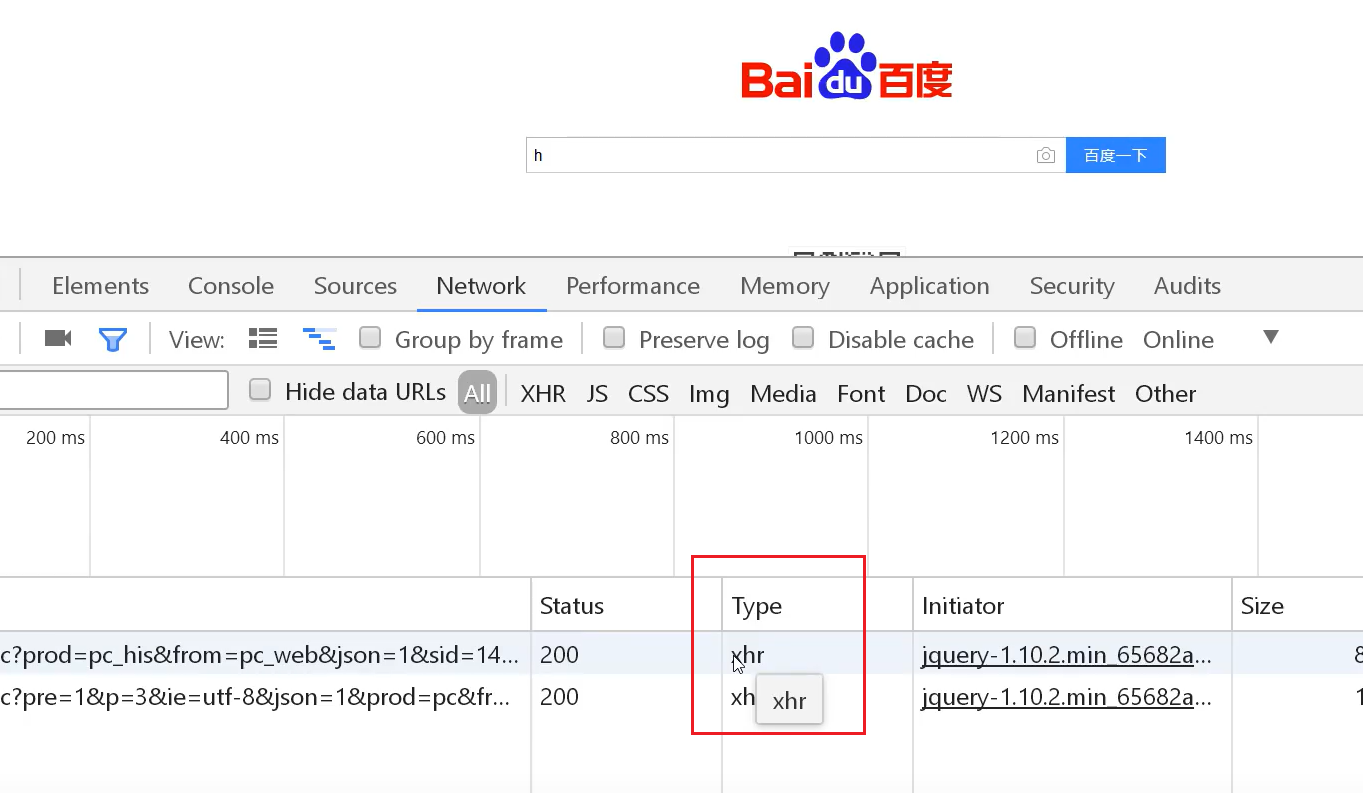 Baidu百度
h
百度一下
Elements Console Sources Network Performance Memory Application Security Audits
View: Group by frame Preserve log Disable cache Offline Online
Hide data URLs All XHR JS CSS Img Media Font Doc WS Manifest Other
200 ms 400 ms 600 ms 800 ms 1000 ms 1200 ms 1400 ms
Status Type Initiator Size
c?prod=pc_his&from=pc_web&json=1&sid=14... 200 xhr jquery-1.10.2.min_65682a... 8
c?pre=1&p=3&ie=utf-8&json=1&prod=pc&fr... 200 xh jquery-1.10.2.min_65682a... 1
xhr